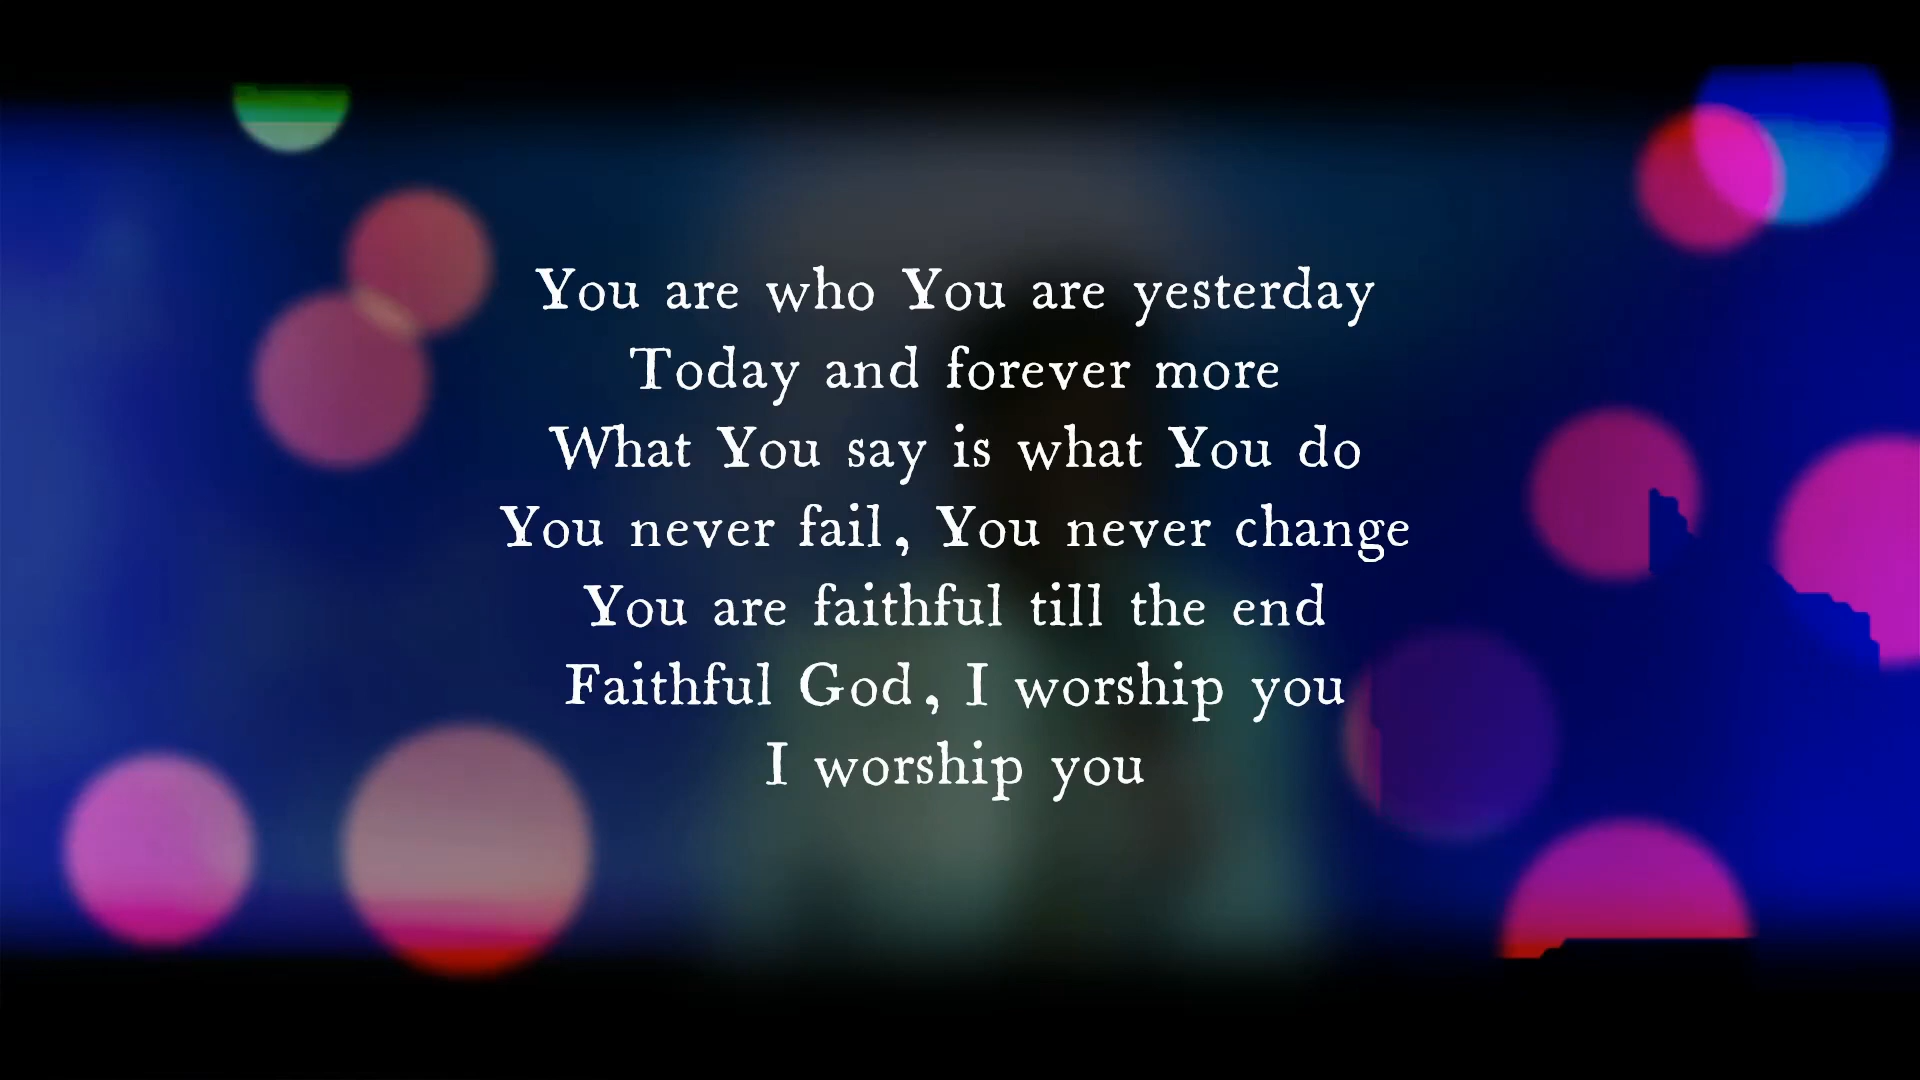 You are who You are yesterday
Today and forever more
What You say is what You do
You never fail, You never change
You are faithful till the end
Faithful God, I worship you
I worship you